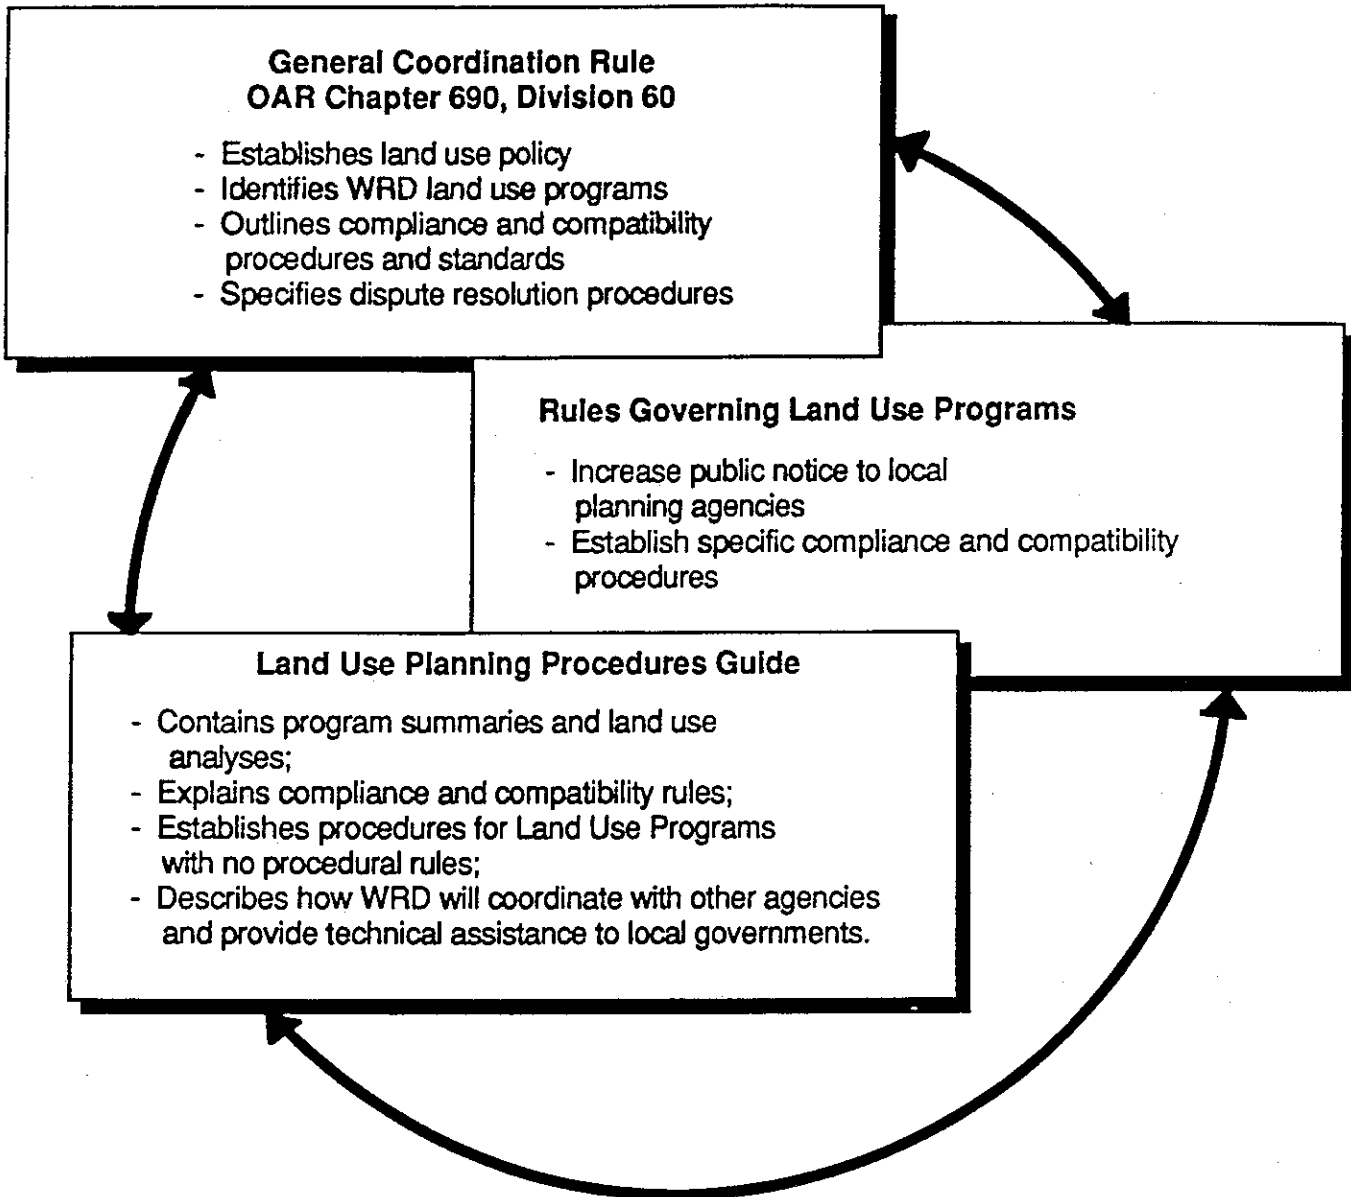 General Coordination Rule
OAR Chapter 690, Division 60
- Establishes land use policy
- Identifies WRD land use programs
- Outlines compliance and compatibility
procedures and standards
- Specifies dispute resolution procedures
Rules Governing Land Use Programs
- Increase public notice to local
planning agencies
- Establish specific compliance and compatibility
procedures
Land Use Planning Procedures Guide
- Contains program summaries and land use
analyses;
- Explains compliance and compatibility rules;
- Establishes procedures for Land Use Programs
with no procedural rules;
- Describes how WRD will coordinate with other agencies
and provide technical assistance to local governments.